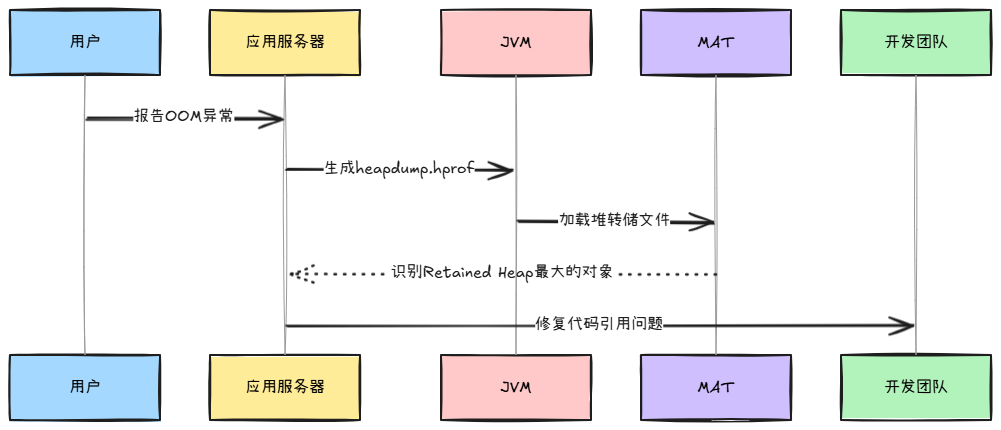 用户
应用服务器
JVM
MAT
开发团队
报告OOM异常
生成heapdump.hprof
加载堆转储文件
识别Retained Heap最大的对象
修复代码引用问题
用户
应用服务器
JVM
MAT
开发团队